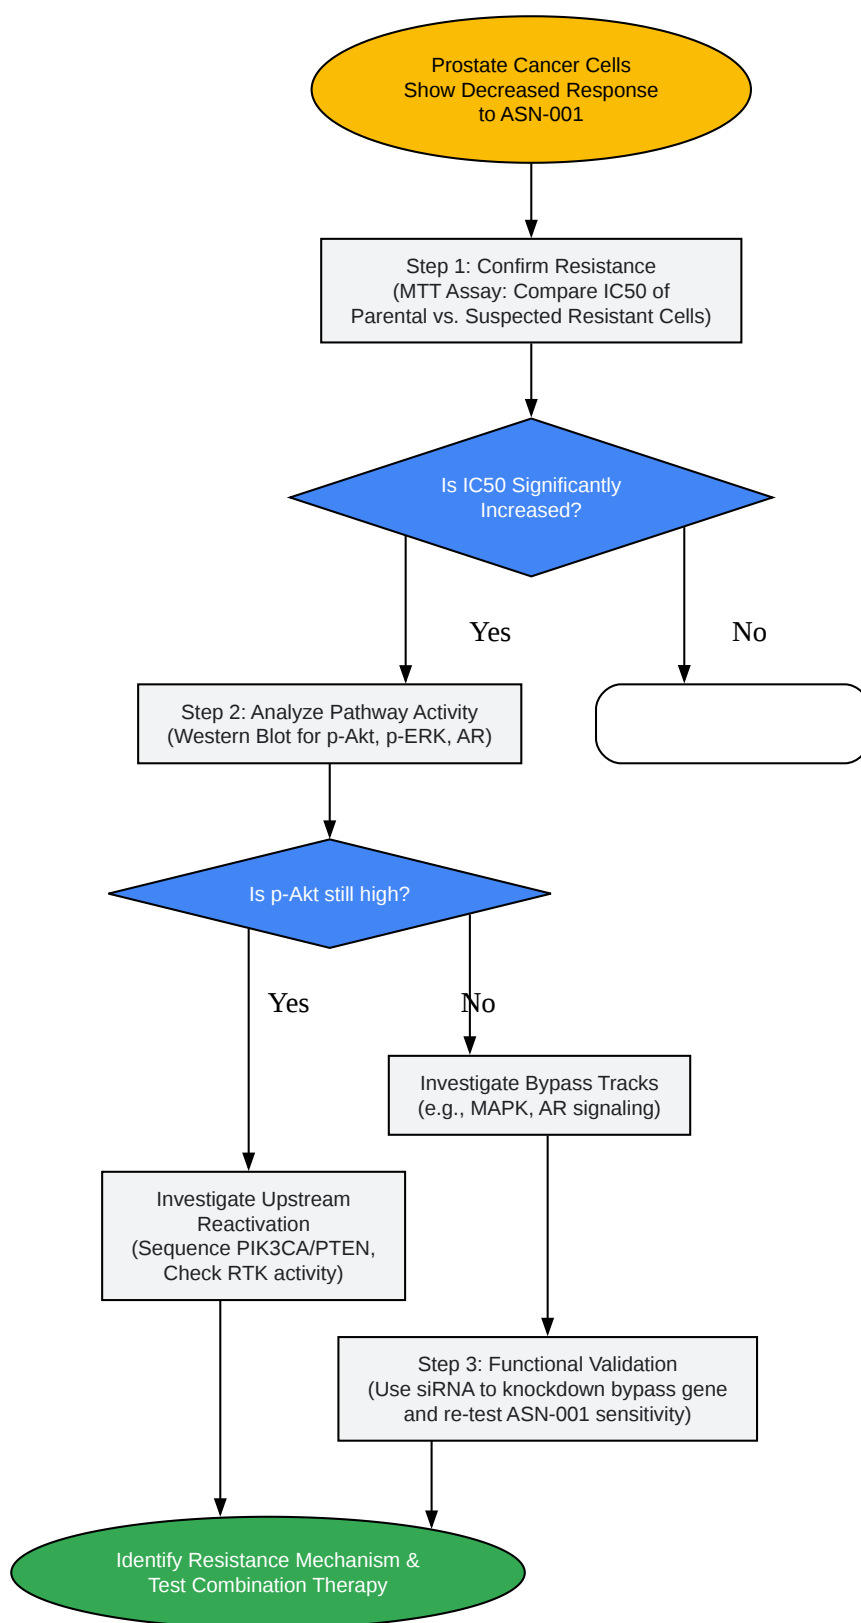 Prostate Cancer Cells
Show Decreased Response
to ASN-001
Step 1: Confirm Resistance
(MTT Assay: Compare IC50 of
Parental vs. Suspected Resistant Cells)
Is IC50 Significantly
Increased?
Yes
No
Step 2: Analyze Pathway Activity
(Western Blot for p-Akt, p-ERK, AR)
Is p-Akt still high?
Yes
No
Investigate Bypass Tracks
(e.g., MAPK, AR signaling)
Investigate Upstream
Reactivation
(Sequence PIK3CA/PTEN,
Check RTK activity)
Step 3: Functional Validation
(Use siRNA to knockdown bypass gene
and re-test ASN-001 sensitivity)
Identify Resistance Mechanism &
Test Combination Therapy